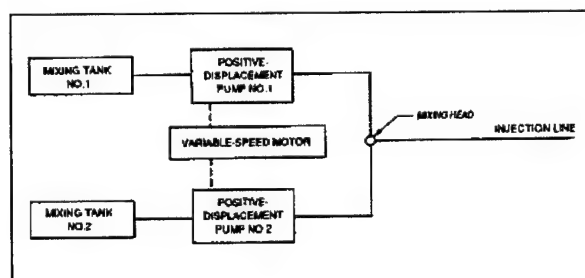 MIXING TANK
NO.1
POSITIVE-
DISPLACEMENT
PUMP NO.1
MIXING HEAD
INJECTION LINE
VARIABLE-SPEED MOTOR
MIXING TANK
NO.2
POSITIVE-
DISPLACEMENT
PUMP NO 2